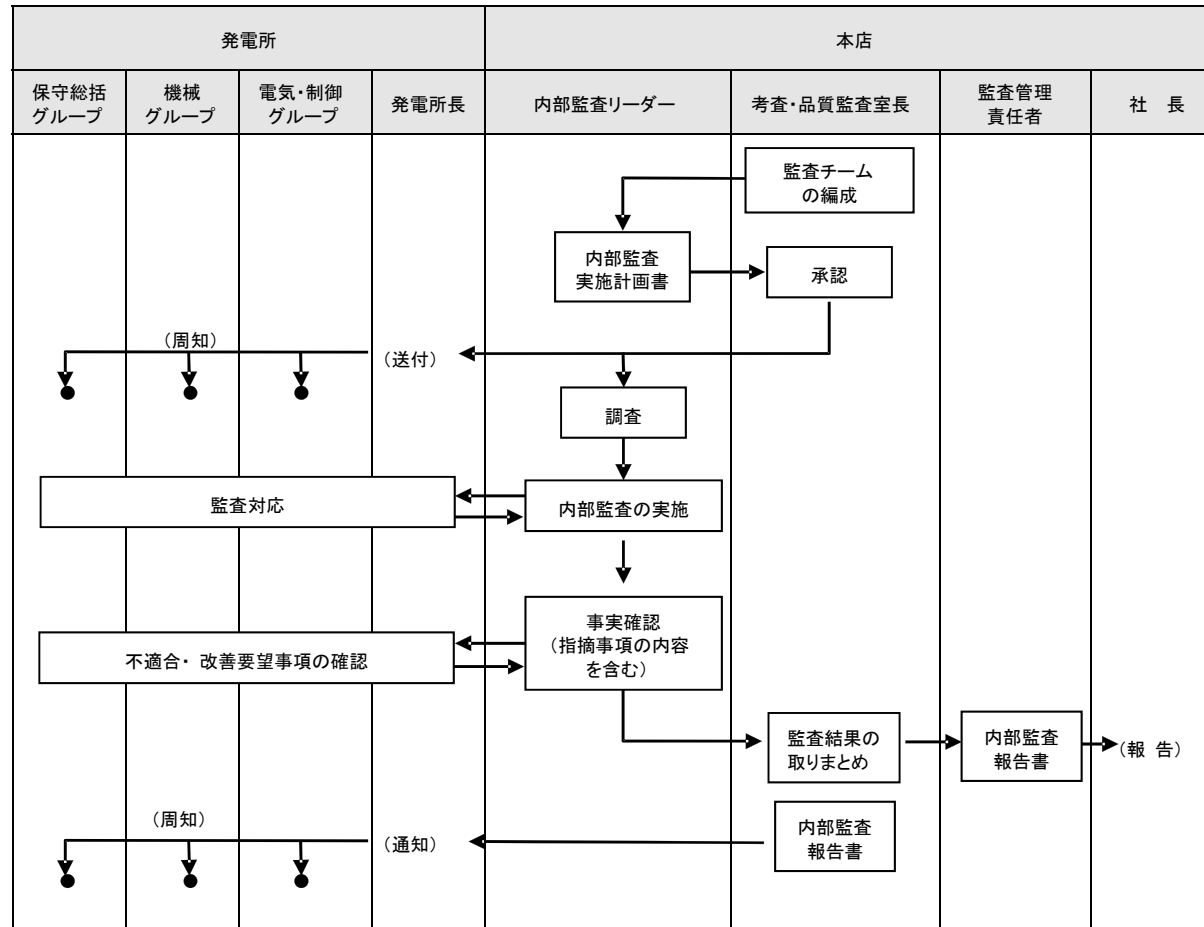 発電所
本店
保守総括
グループ
機械
グループ
電気・制御
グループ
発電所長
内部監査リーダー
考査・品質監査室長
監査管理
責任者
社 長
監査チーム
の編成
内部監査
実施計画書
承認
（周知）
（送付）
調査
監査対応
内部監査の実施
事実確認
（指摘事項の内容
を含む）
不適合・ 改善要望事項の確認
監査結果の
取りまとめ
内部監査
報告書
（報 告）
（周知）
（通知）
内部監査
報告書